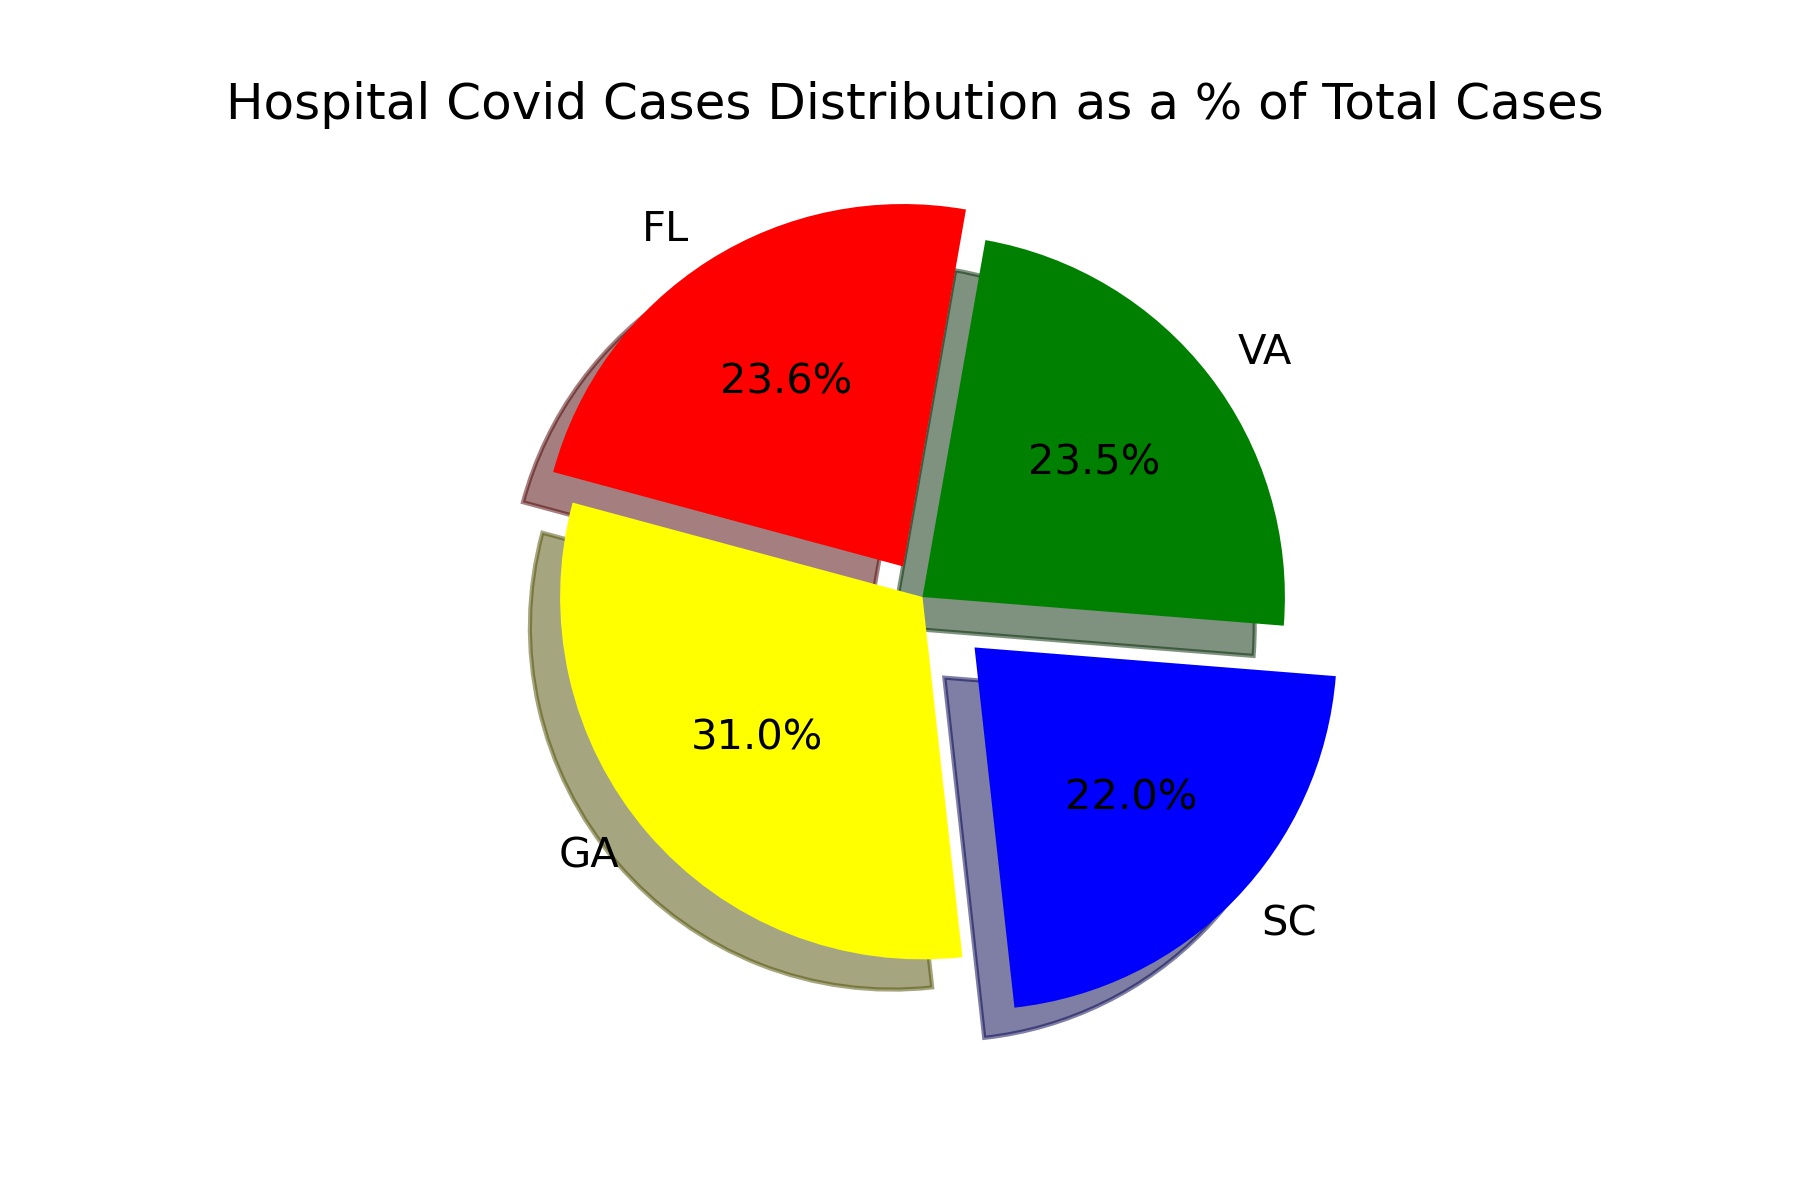 Hospital Covid Cases Distribution as a % of Total Cases
FL
VA
23.6%
23.5%
31.0%
22.0%
GA
SC